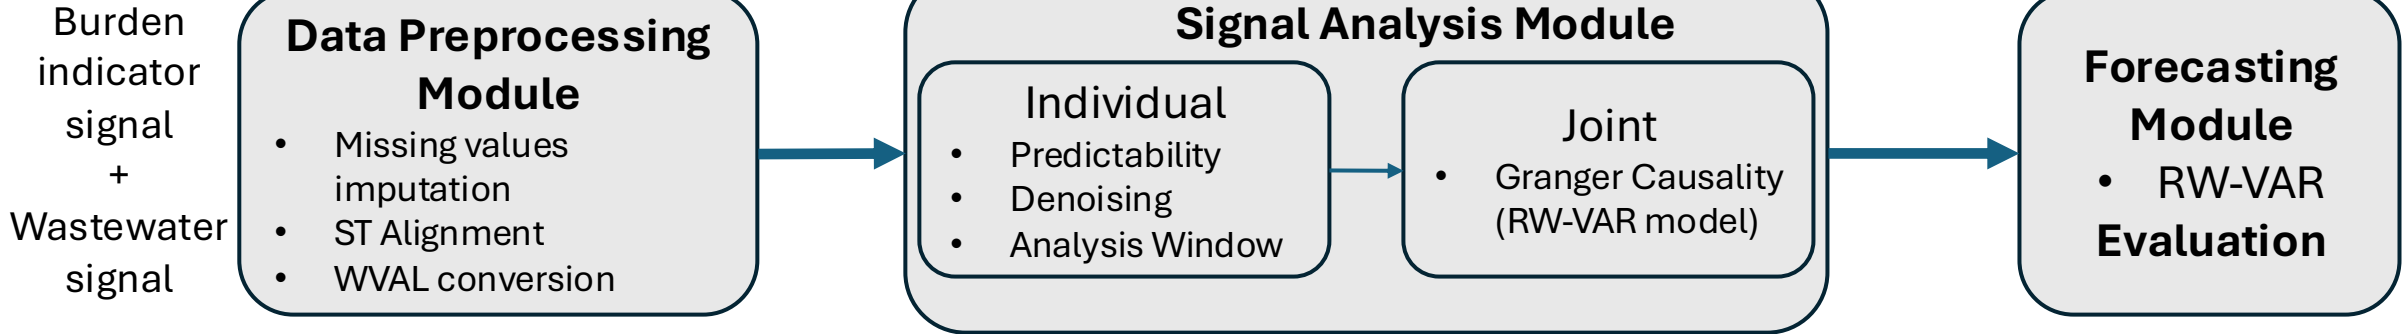 Burden
indicator
signal
+
Wastewater
signal
Data Preprocessing
Module
• Missing values
imputation
• ST Alignment
• WVAL conversion
Signal Analysis Module
Individual
• Predictability
• Denoising
• Analysis Window
Joint
• Granger Causality
(RW-VAR model)
Forecasting
Module
• RW-VAR
Evaluation